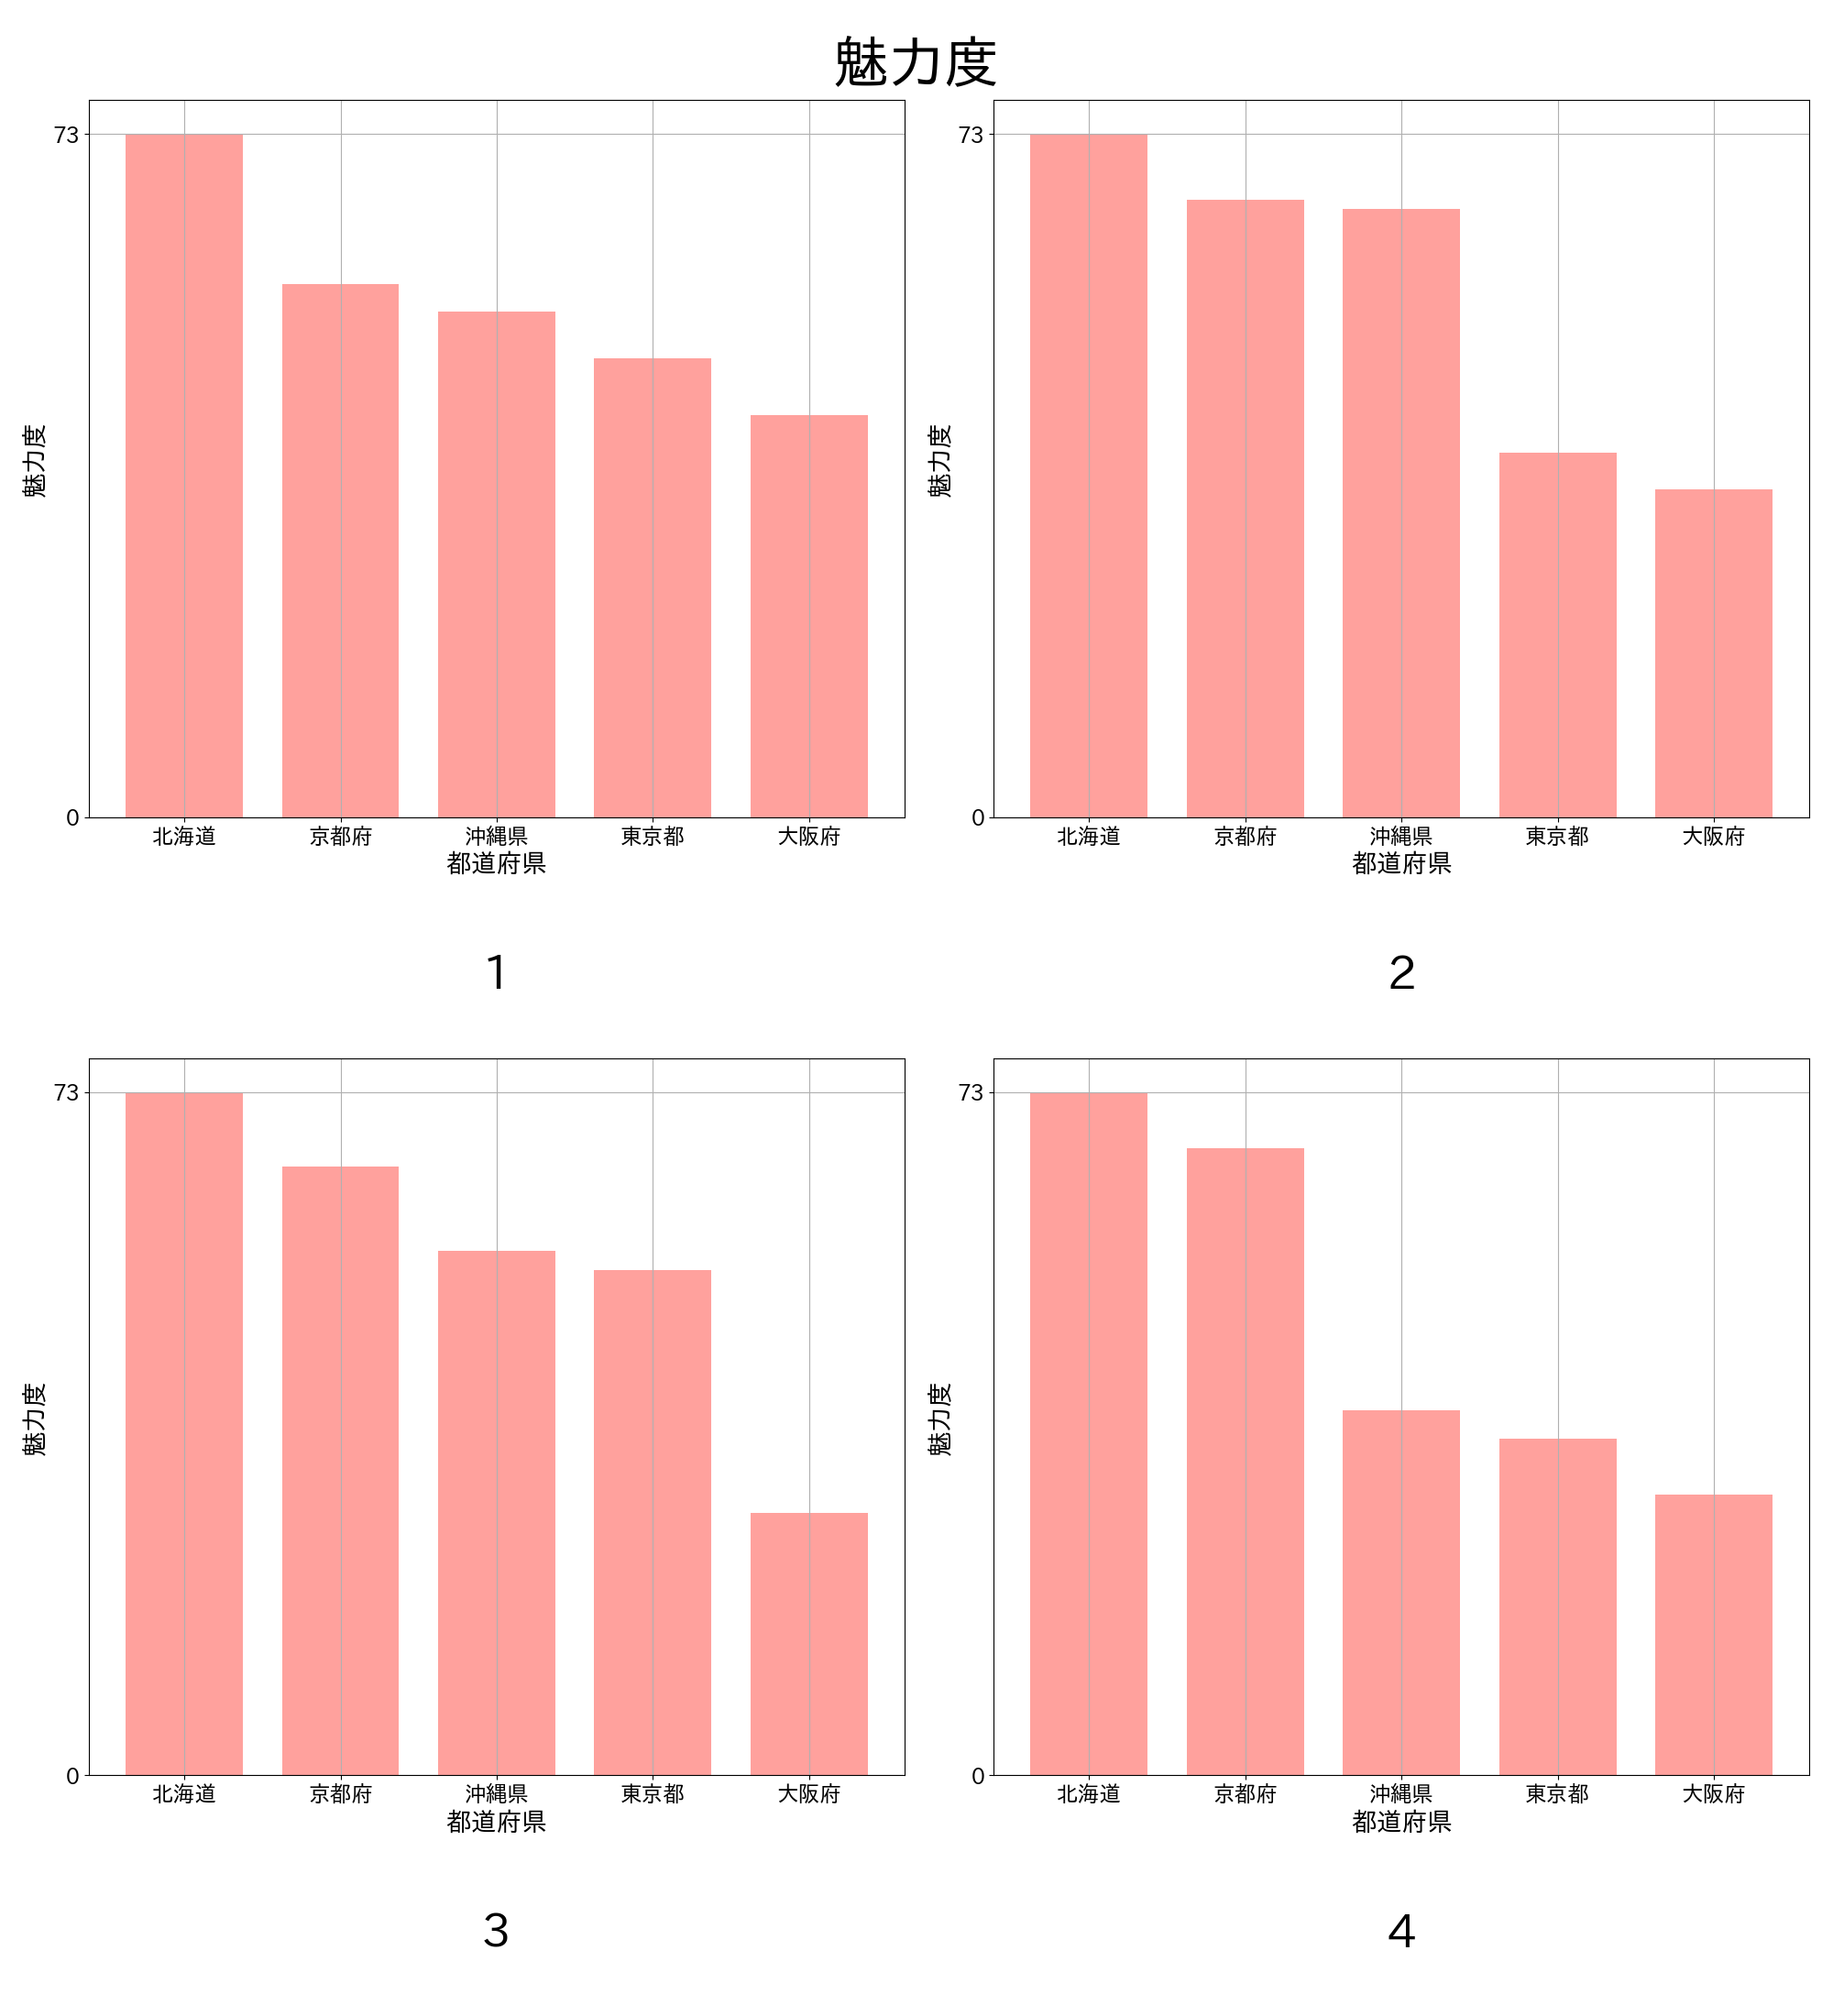 魅力度
73
0
魅力度
北海道 京都府 沖縄県 東京都 大阪府
都道府県
1
73
0
魅力度
北海道 京都府 沖縄県 東京都 大阪府
都道府県
2
73
0
魅力度
北海道 京都府 沖縄県 東京都 大阪府
都道府県
3
73
0
魅力度
北海道 京都府 沖縄県 東京都 大阪府
都道府県
4